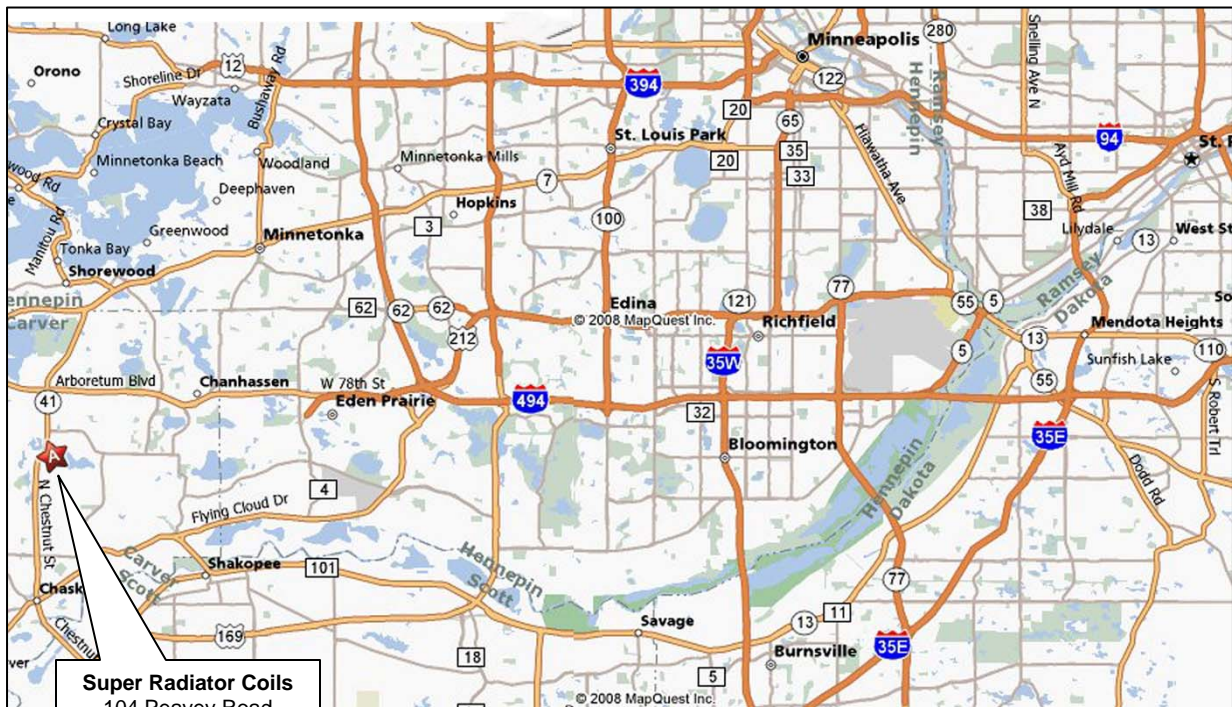 Long Lake
Orono
Shoreline Dr
12
Wayzata
Bushaway Rd
Crystal Bay
Minnetonka Beach
Woodland
Deephaven
Greenwood
Manitou Rd
Tonka Bay
Shorewood
Minnetonka
Minnetonka Mills
Hopkins
3
7
St. Louis Park
394
100
20
20
Minneapolis
122
65
35
33
280
Hennepin
Ramsey
Snelling Ave N
94
Hiawatha Ave
Ayd Mill Rd
St.
38
Lilydale
13
West St
Ramsey
Dakota
ennepin
Carver
62
62
62
212
Edina
© 2008 MapQuest Inc.
121
Richfield
77
55
5
5
13
55
Mendota Heights
Sunfish Lake
110
So
S Robert Trl
35W
Arboretum Blvd
Chanhassen
W 78th St
Eden Prairie
494
32
Bloomington
35E
Dodd Rd
41
A
N Chestnut St
4
Flying Cloud Dr
Hennepin
Dakota
Carver
Scott
Shakopee
101
Hennepin
Scott
Chask
169
18
Savage
13
11
77
Burnsville
35E
5
© 2008 MapQuest Inc.
ver
Super Radiator Coils
104 Peavey Road